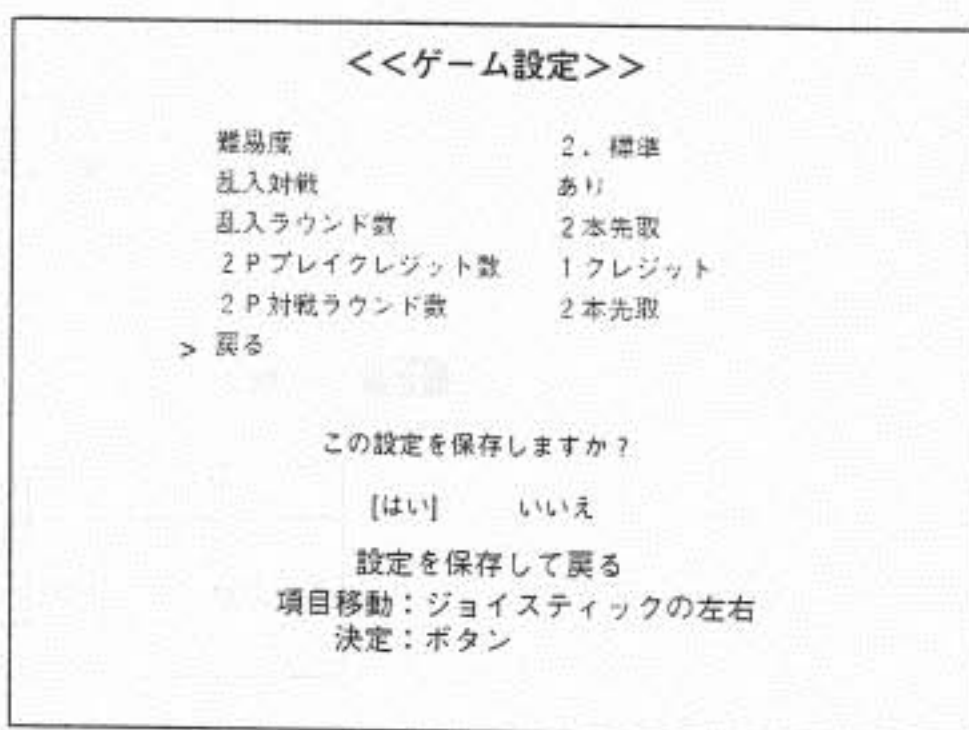 <<ゲーム設定>>
難易度 2．標準
乱入対戦 あり
乱入ラウンド数 2本先取
2Pプレイクレジット数 1クレジット
2P対戦ラウンド数 2本先取
> 戻る
この設定を保存しますか？
[はい] いいえ
設定を保存して戻る
項目移動：ジョイスティックの左右
決定：ボタン